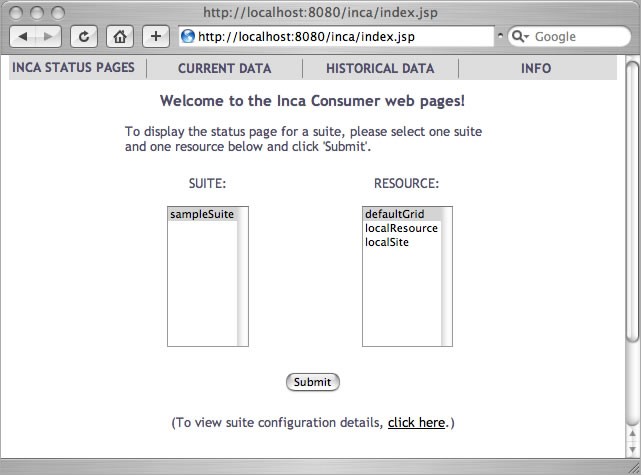 http://localhost:8080/inca/index.jsp
http://localhost:8080/inca/index.jsp
Google
INCA STATUS PAGES
CURRENT DATA
HISTORICAL DATA
INFO
Welcome to the Inca Consumer web pages!
To display the status page for a suite, please select one suite
and one resource below and click 'Submit'.
SUITE:
sampleSuite
RESOURCE:
defaultGrid
localResource
localSite
Submit
(To view suite configuration details, click here.)